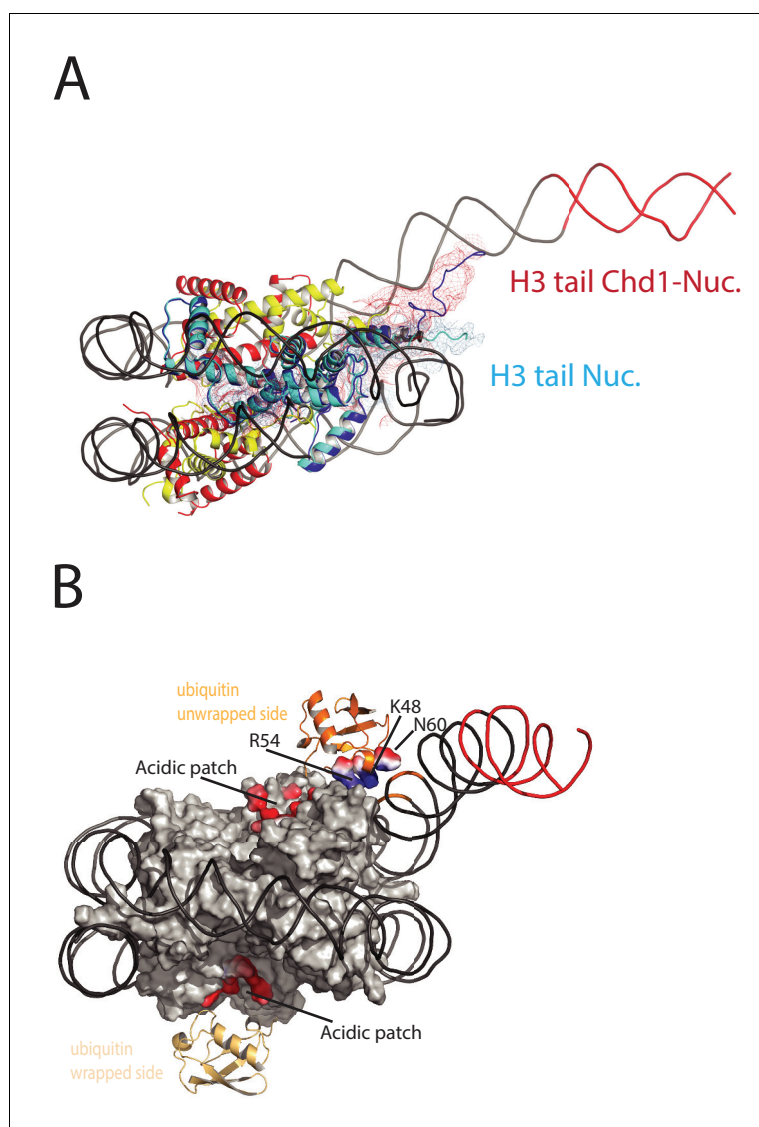 A
H3 tail Chd1-Nuc.
H3 tail Nuc.
B
ubiquitin
unwrapped side
K48
N60
R54
Acidic patch
Acidic patch
ubiquitin
wrapped side